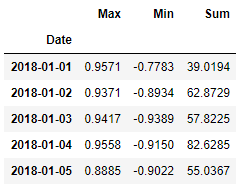 Max Min Sum
Date
2018-01-01 0.9571 -0.7783 39.0194
2018-01-02 0.9371 -0.8934 62.8729
2018-01-03 0.9417 -0.9389 57.8225
2018-01-04 0.9558 -0.9150 82.6285
2018-01-05 0.8885 -0.9022 55.0367